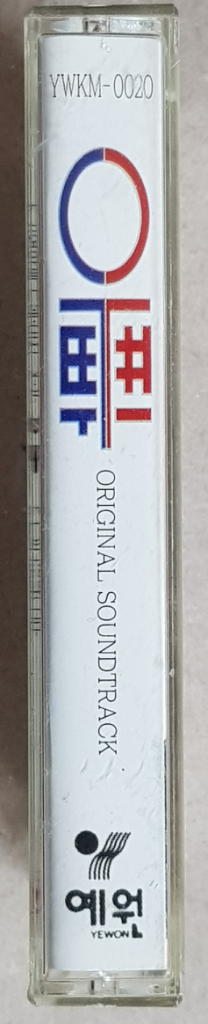 YWKM-0020
ORIGINAL SOUNDTRACK
예원
YEWON